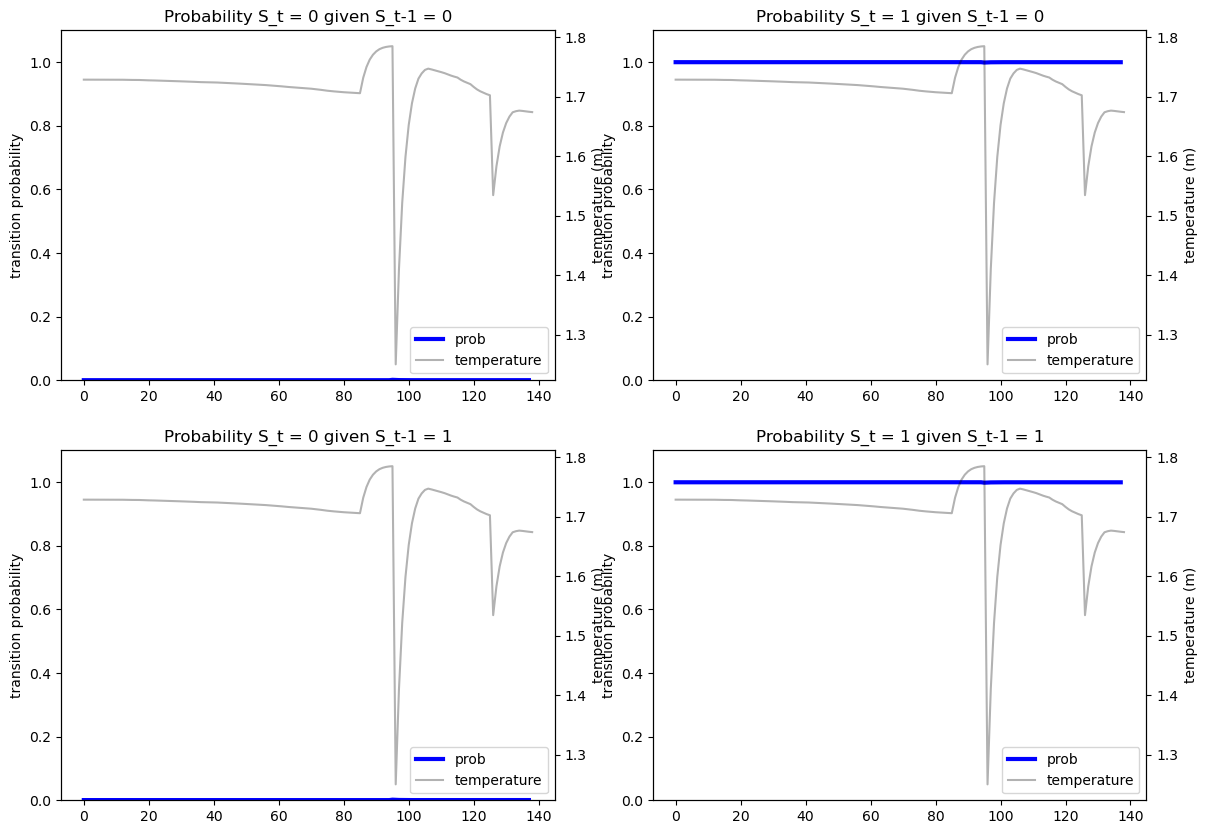 Probability S_t = 0 given S_t-1 = 0
transition probability
1.0
0.8
0.6
0.4
0.2
0.0
0 20 40 60 80 100 120 140
1.8
1.7
1.6
1.5
1.4
1.3
temperature (m)
prob
temperature
Probability S_t = 1 given S_t-1 = 0
transition probability
1.0
0.8
0.6
0.4
0.2
0.0
0 20 40 60 80 100 120 140
1.8
1.7
1.6
1.5
1.4
1.3
temperature (m)
prob
temperature
Probability S_t = 0 given S_t-1 = 1
transition probability
1.0
0.8
0.6
0.4
0.2
0.0
0 20 40 60 80 100 120 140
1.8
1.7
1.6
1.5
1.4
1.3
temperature (m)
prob
temperature
Probability S_t = 1 given S_t-1 = 1
transition probability
1.0
0.8
0.6
0.4
0.2
0.0
0 20 40 60 80 100 120 140
1.8
1.7
1.6
1.5
1.4
1.3
temperature (m)
prob
temperature